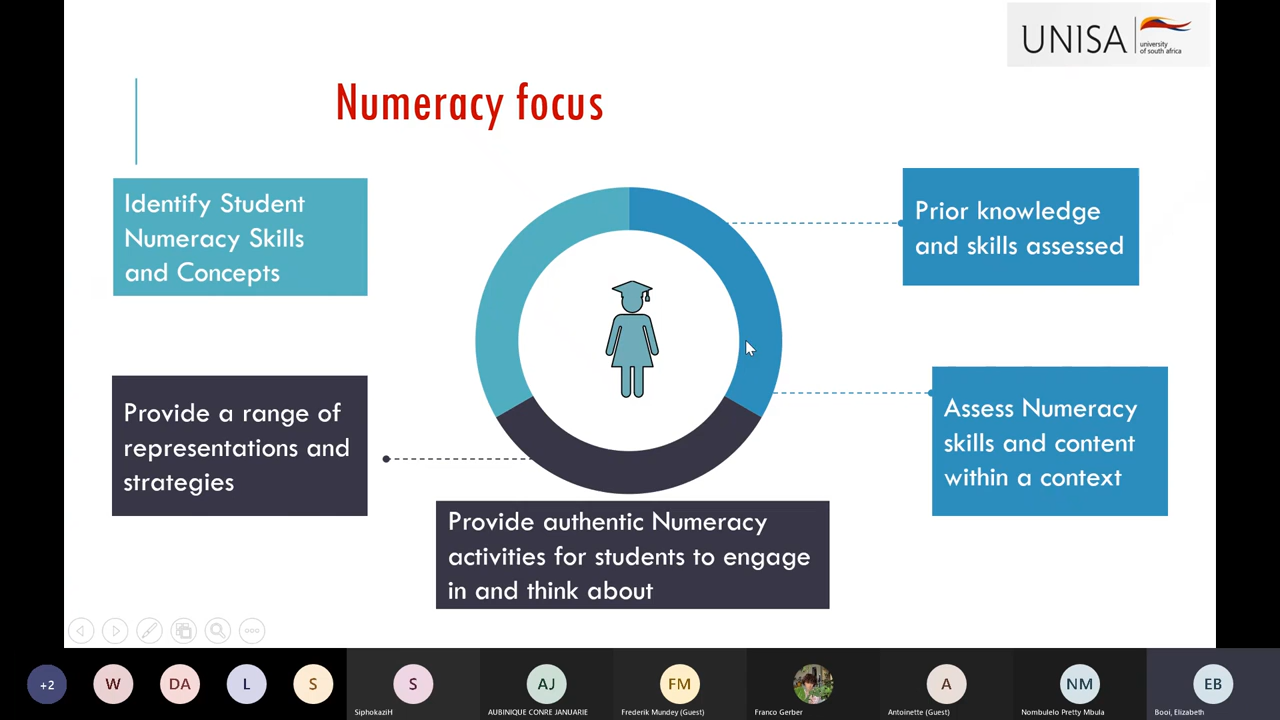 UNISA
university
of south africa
Numeracy focus
Identify Student
Numeracy Skills
and Concepts
Prior knowledge
and skills assessed
Provide a range of
representations and
strategies
Assess Numeracy
skills and content
within a context
Provide authentic Numeracy
activities for students to engage
in and think about
+2
W
DA
L
S
S
SiphokaziH
AJ
AUBINIQUE CONRE JANUARIE
FM
Frederik Mundey (Guest)
Franco Gerber
A
Antoinette (Guest)
NM
Nombulelo Pretty Mbula
EB
Booi, Elizabeth